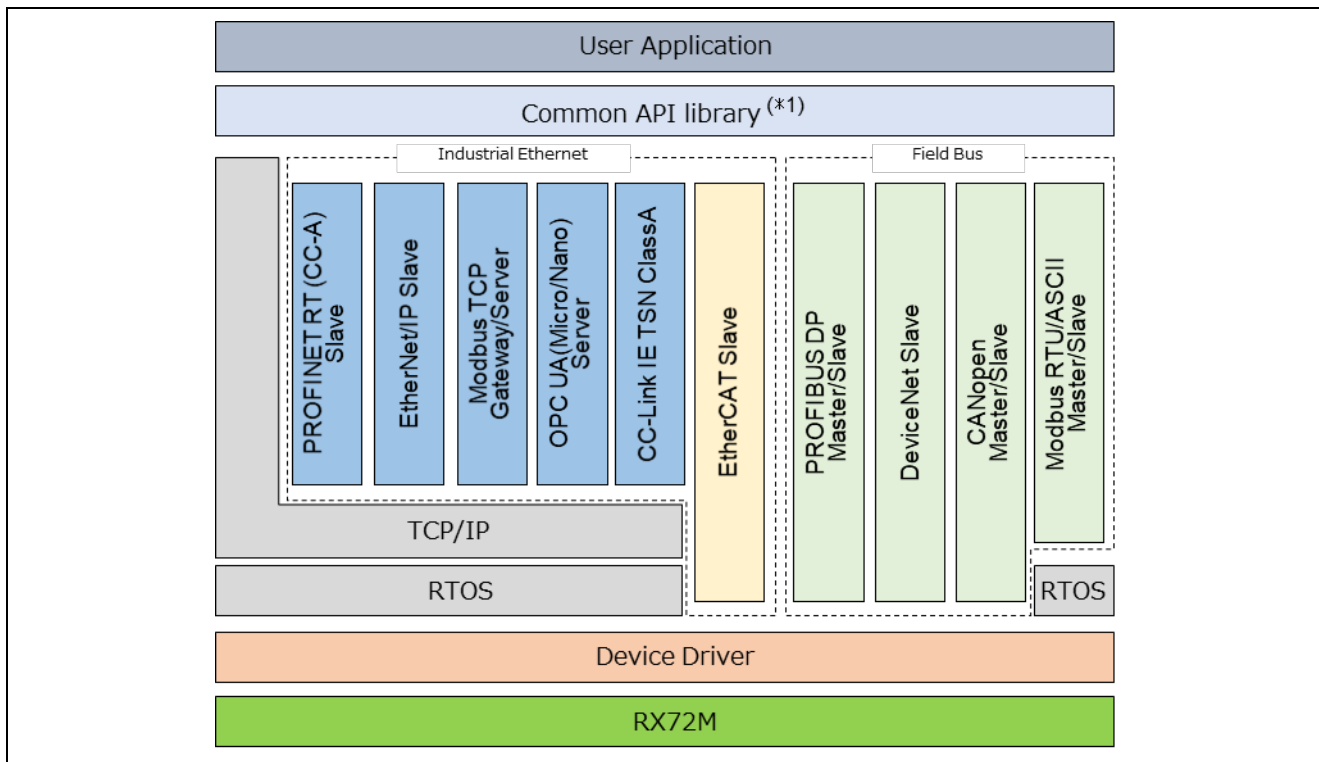 User Application
Common API library (*1)
Industrial Ethernet
Field Bus
PROFINET RT (CC-A)
Slave
EtherNet/IP Slave
Modbus TCP
Gateway/Server
OPC UA(Micro/Nano)
Server
CC-Link IE TSN ClassA
EtherCAT Slave
PROFIBUS DP
Master/Slave
DeviceNet Slave
CANopen
Master/Slave
Modbus RTU/ASCII
Master/Slave
TCP/IP
RTOS
RTOS
Device Driver
RX72M